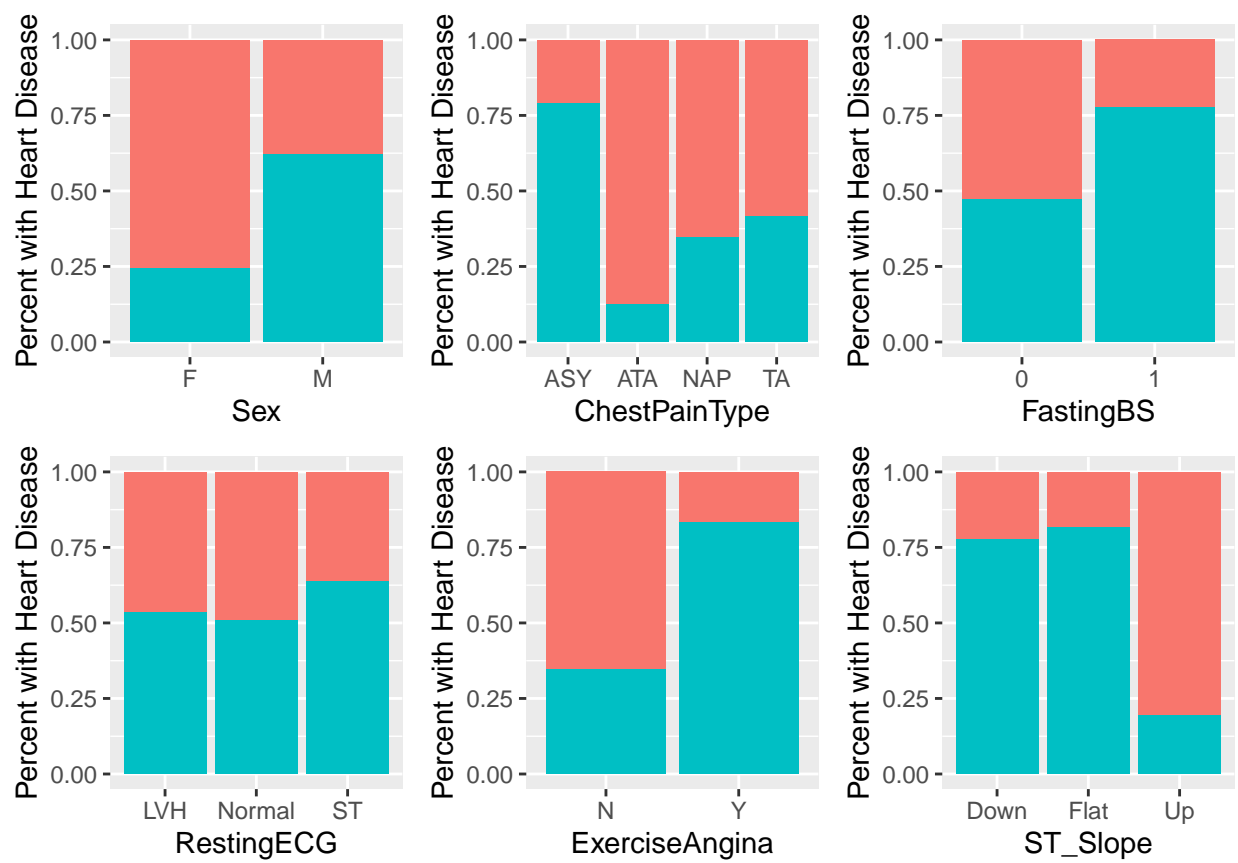 Percent with Heart Disease
1.00
0.75
0.50
0.25
0.00
F M
Sex
Percent with Heart Disease
1.00
0.75
0.50
0.25
0.00
ASY ATA NAP TA
ChestPainType
Percent with Heart Disease
1.00
0.75
0.50
0.25
0.00
0 1
FastingBS
Percent with Heart Disease
1.00
0.75
0.50
0.25
0.00
LVH Normal ST
RestingECG
Percent with Heart Disease
1.00
0.75
0.50
0.25
0.00
N Y
ExerciseAngina
Percent with Heart Disease
1.00
0.75
0.50
0.25
0.00
Down Flat Up
ST_Slope